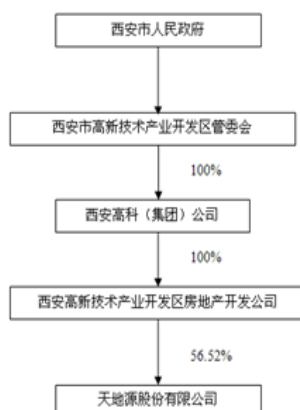 西安市人民政府
西安市高新技术产业开发区管委会
100%
西安高科（集团）公司
100%
西安高新技术产业开发区房地产开发公司
56.52%
天地源股份有限公司